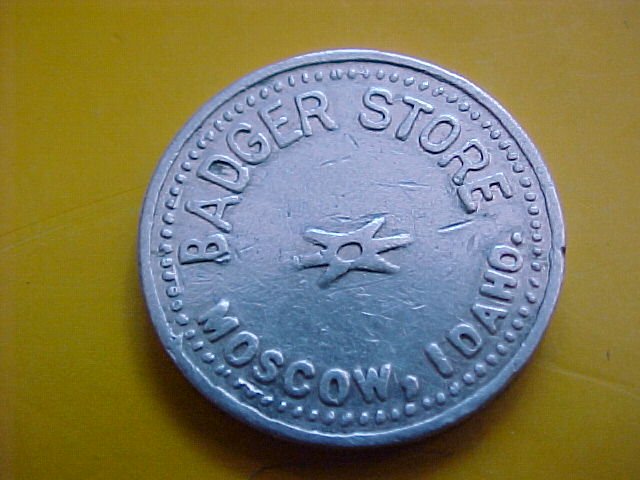 BADGER STORE
MOSCOW, IDAHO.